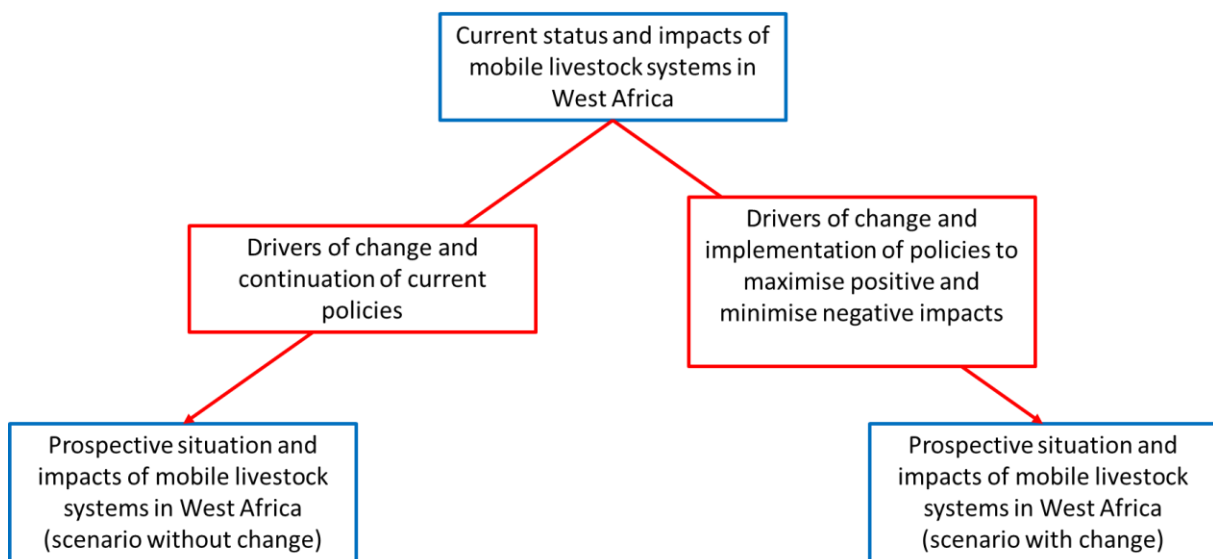 Current status and impacts of
mobile livestock systems in
West Africa
Drivers of change and
continuation of current
policies
Drivers of change and
implementation of policies to
maximise positive and
minimise negative impacts
Prospective situation and
impacts of mobile livestock
systems in West Africa
(scenario without change)
Prospective situation and
impacts of mobile livestock
systems in West Africa
(scenario with change)